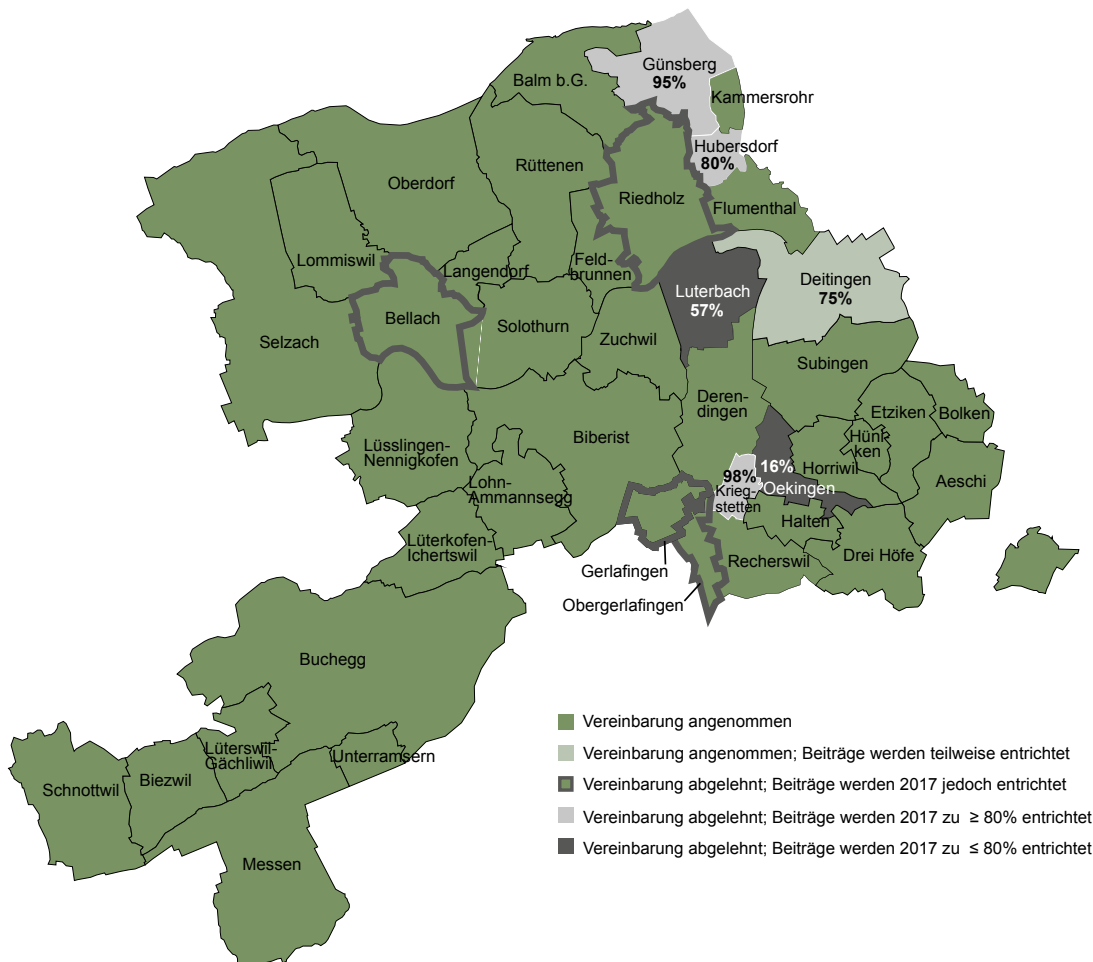 Günsberg
95%
Balm b.G.
Kammersrohr
Hubersdorf
80%
Rüttenen
Oberdorf
Riedholz
Flumenthal
Lommiswil
Langendorf
Feld-
brunnen
Deitingen
75%
Luterbach
57%
Bellach
Solothurn
Zuchwil
Selzach
Subingen
Deren-
dingen
Etziken
Bolken
Biberist
Hüni-
ken
Lüsslingen-
Nennigkofen
Horriwil
16%
Oekingen
98%
Krieg-
stetten
Aeschi
Lohn-
Ammannsegg
Halten
Lüterkofen-
Ichertswil
Drei Höfe
Recherswil
Gerlafingen
Obergerlafingen
Buchegg
Unterramsern
Lüterswil-
Gächliwil
Biezwil
Schnottwil
Messen
Vereinbarung angenommen
Vereinbarung angenommen; Beiträge werden teilweise entrichtet
Vereinbarung abgelehnt; Beiträge werden 2017 jedoch entrichtet
Vereinbarung abgelehnt; Beiträge werden 2017 zu ≥ 80% entrichtet
Vereinbarung abgelehnt; Beiträge werden 2017 zu ≤ 80% entrichtet